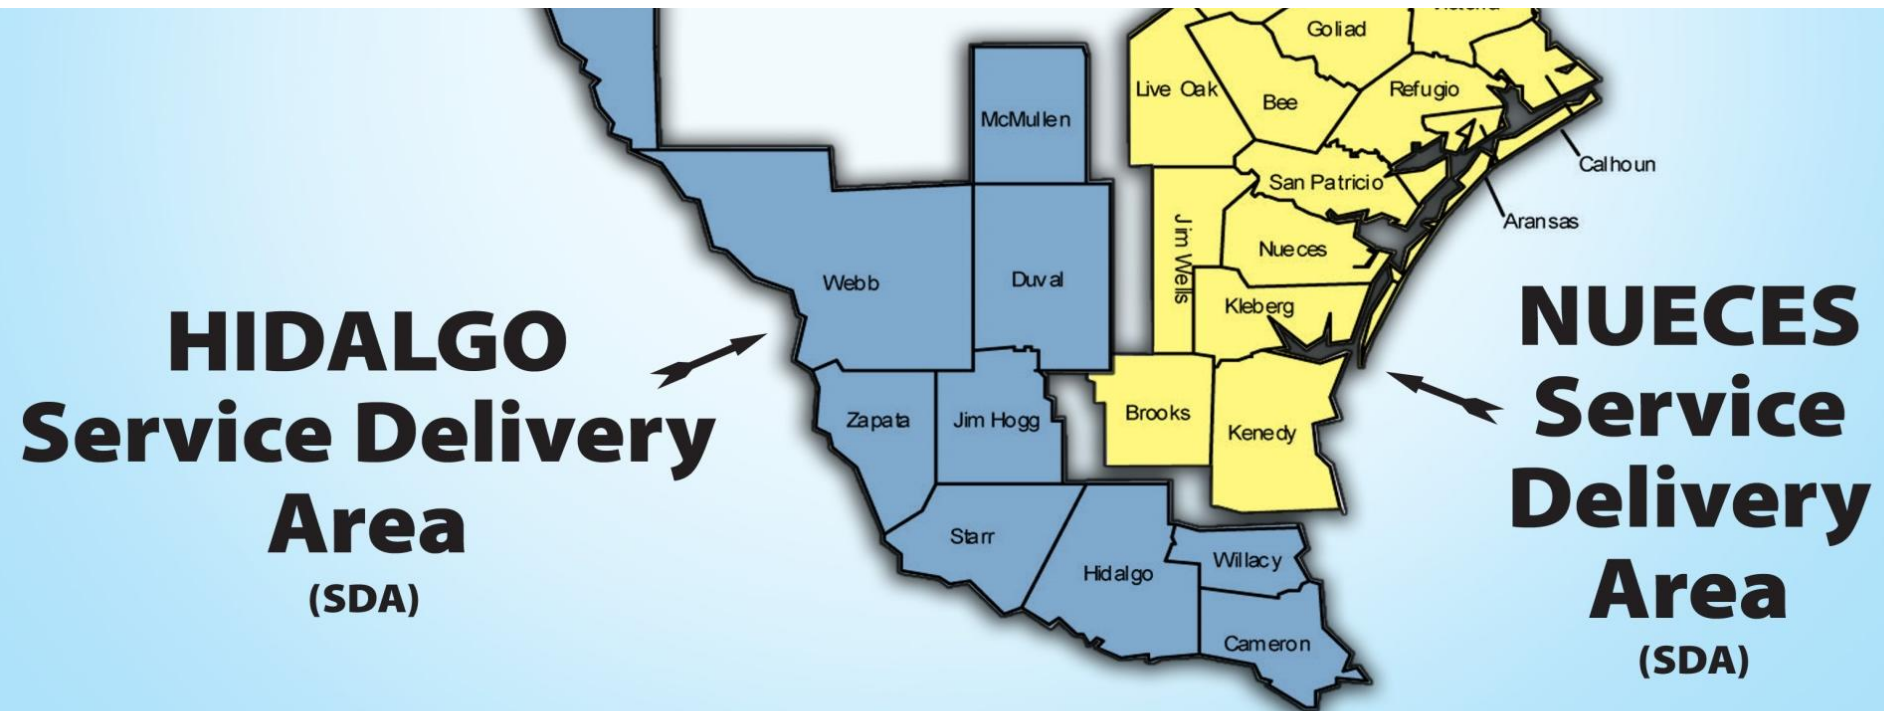 Goliad
Live Oak
Bee
Refugio
McMullen
Calhoun
San Patricio
Aransas
Jim Wells
Nueces
Webb
Duval
Kleberg
HIDALGO
Service Delivery
Area
(SDA)
NUECES
Service
Delivery
Area
(SDA)
Zapata
Jim Hogg
Brooks
Kenedy
Starr
Hidalgo
Willacy
Cameron